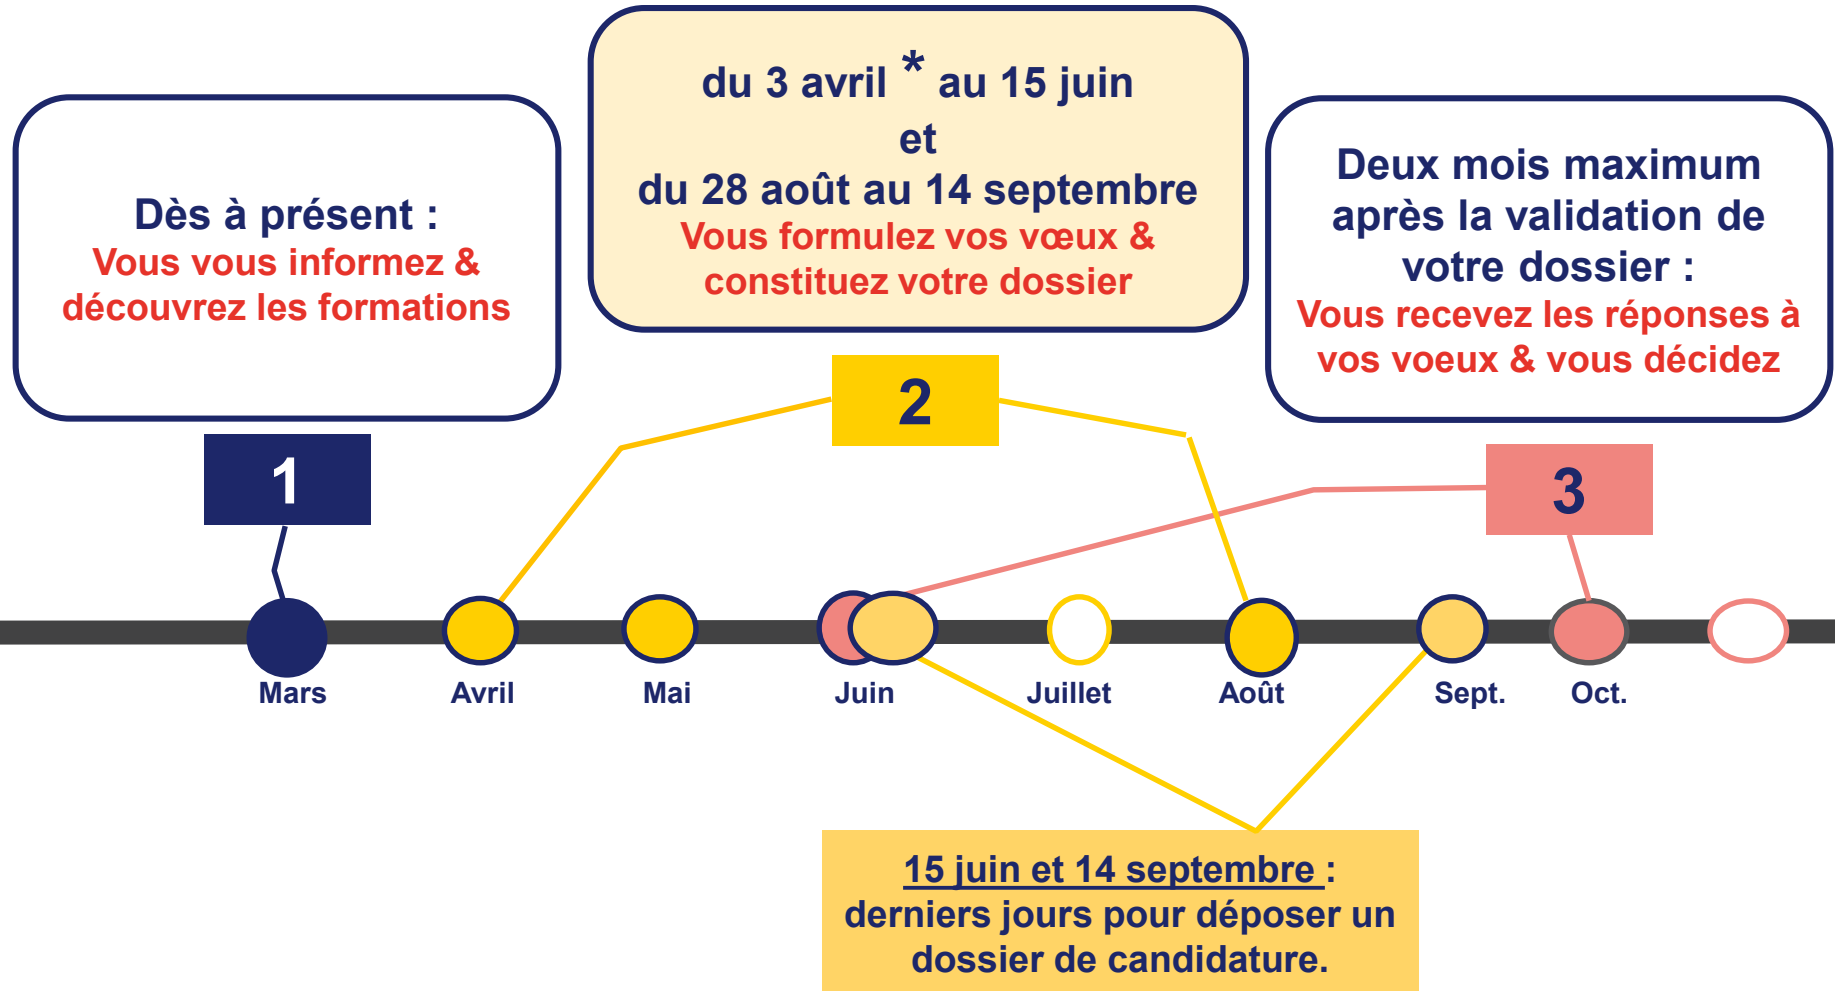 Dès à présent :
Vous vous informez &
découvrez les formations
1
du 3 avril * au 15 juin
et
du 28 août au 14 septembre
Vous formulez vos vœux &
constituez votre dossier
2
Deux mois maximum
après la validation de
votre dossier :
Vous recevez les réponses à
vos voeux & vous décidez
3
Mars
Avril
Mai
Juin
Juillet
Août
Sept.
Oct.
15 juin et 14 septembre :
derniers jours pour déposer un
dossier de candidature.